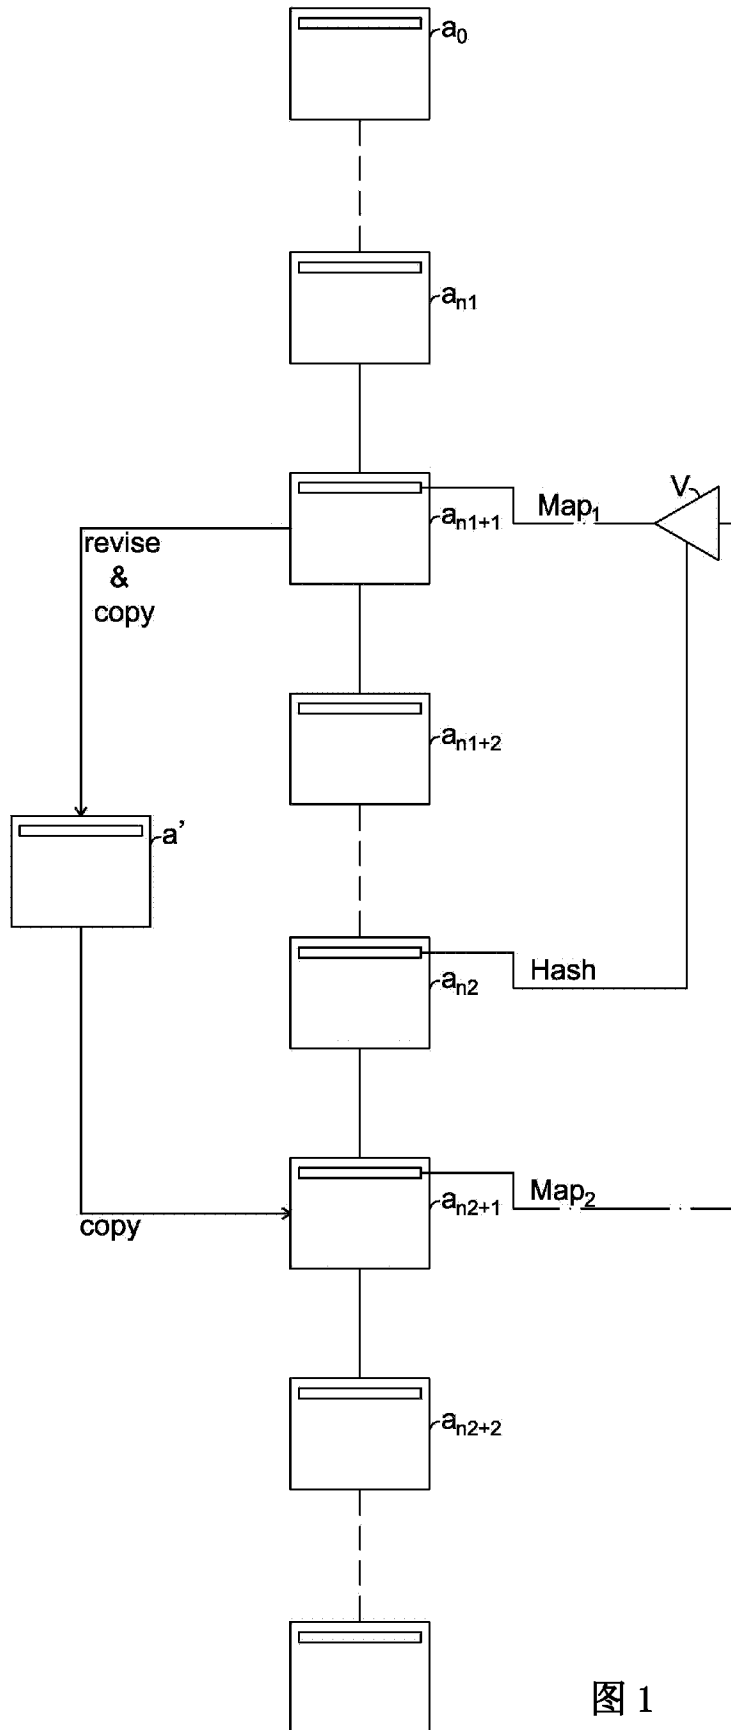 a₀
aₙ₁
V
Map₁
aₙ₁₊₁
revise
&
copy
aₙ₁₊₂
a’
Hash
aₙ₂
Map₂
aₙ₂₊₁
copy
aₙ₂₊₂
图 1